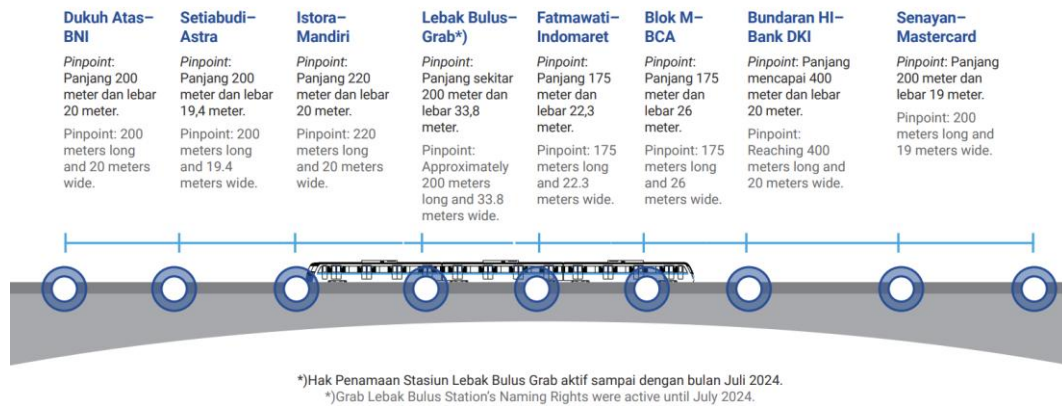 Dukuh Atas–
BNI
Pinpoint:
Panjang 200
meter dan lebar
20 meter.
Pinpoint: 200
meters long
and 20 meters
wide.
Setiabudi–
Astra
Pinpoint:
Panjang 200
meter dan lebar
19,4 meter.
Pinpoint: 200
meters long
and 19.4
meters wide.
Istora–
Mandiri
Pinpoint:
Panjang 220
meter dan lebar
20 meter.
Pinpoint: 220
meters long
and 20 meters
wide.
Lebak Bulus–
Grab*)
Pinpoint:
Panjang sekitar
200 meter dan
lebar 33,8
meter.
Pinpoint:
Approximately
200 meters
long and 33.8
meters wide.
Fatmawati–
Indomaret
Pinpoint:
Panjang 175
meter dan
lebar 22,3
meter.
Pinpoint: 175
meters long
and 22.3
meters wide.
Blok M–
BCA
Pinpoint:
Panjang 175
meter dan
lebar 26
meter.
Pinpoint: 175
meters long
and 26
meters wide.
Bundaran HI–
Bank DKI
Pinpoint: Panjang
mencapai 400
meter dan lebar
20 meter.
Pinpoint:
Reaching 400
meters long and
20 meters wide.
Senayan–
Mastercard
Pinpoint: Panjang
200 meter dan
lebar 19 meter.
Pinpoint: 200
meters long and
19 meters wide.
*)Hak Penamaan Stasiun Lebak Bulus Grab aktif sampai dengan bulan Juli 2024.
*)Grab Lebak Bulus Station's Naming Rights were active until July 2024.